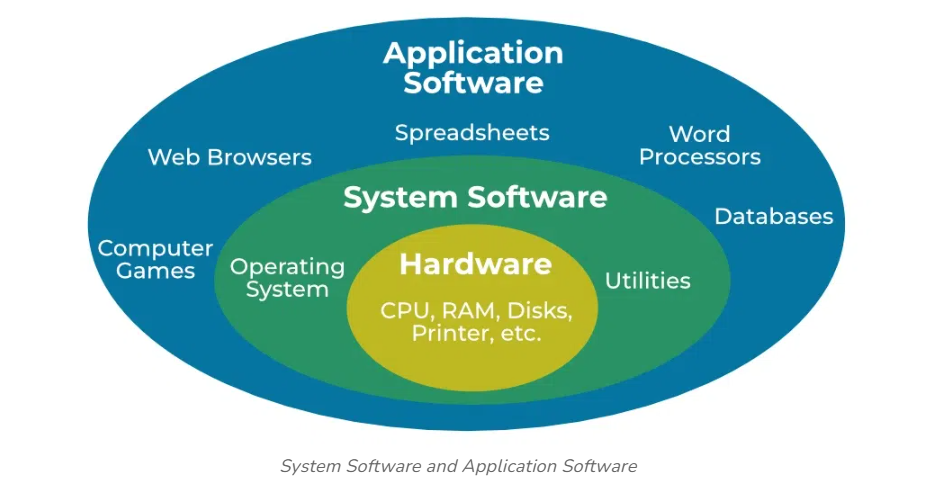 Application
Software
Spreadsheets
Word
Processors
Web Browsers
System Software
Databases
Computer
Games
Operating
System
Hardware
Utilities
CPU, RAM, Disks,
Printer, etc.
System Software and Application Software